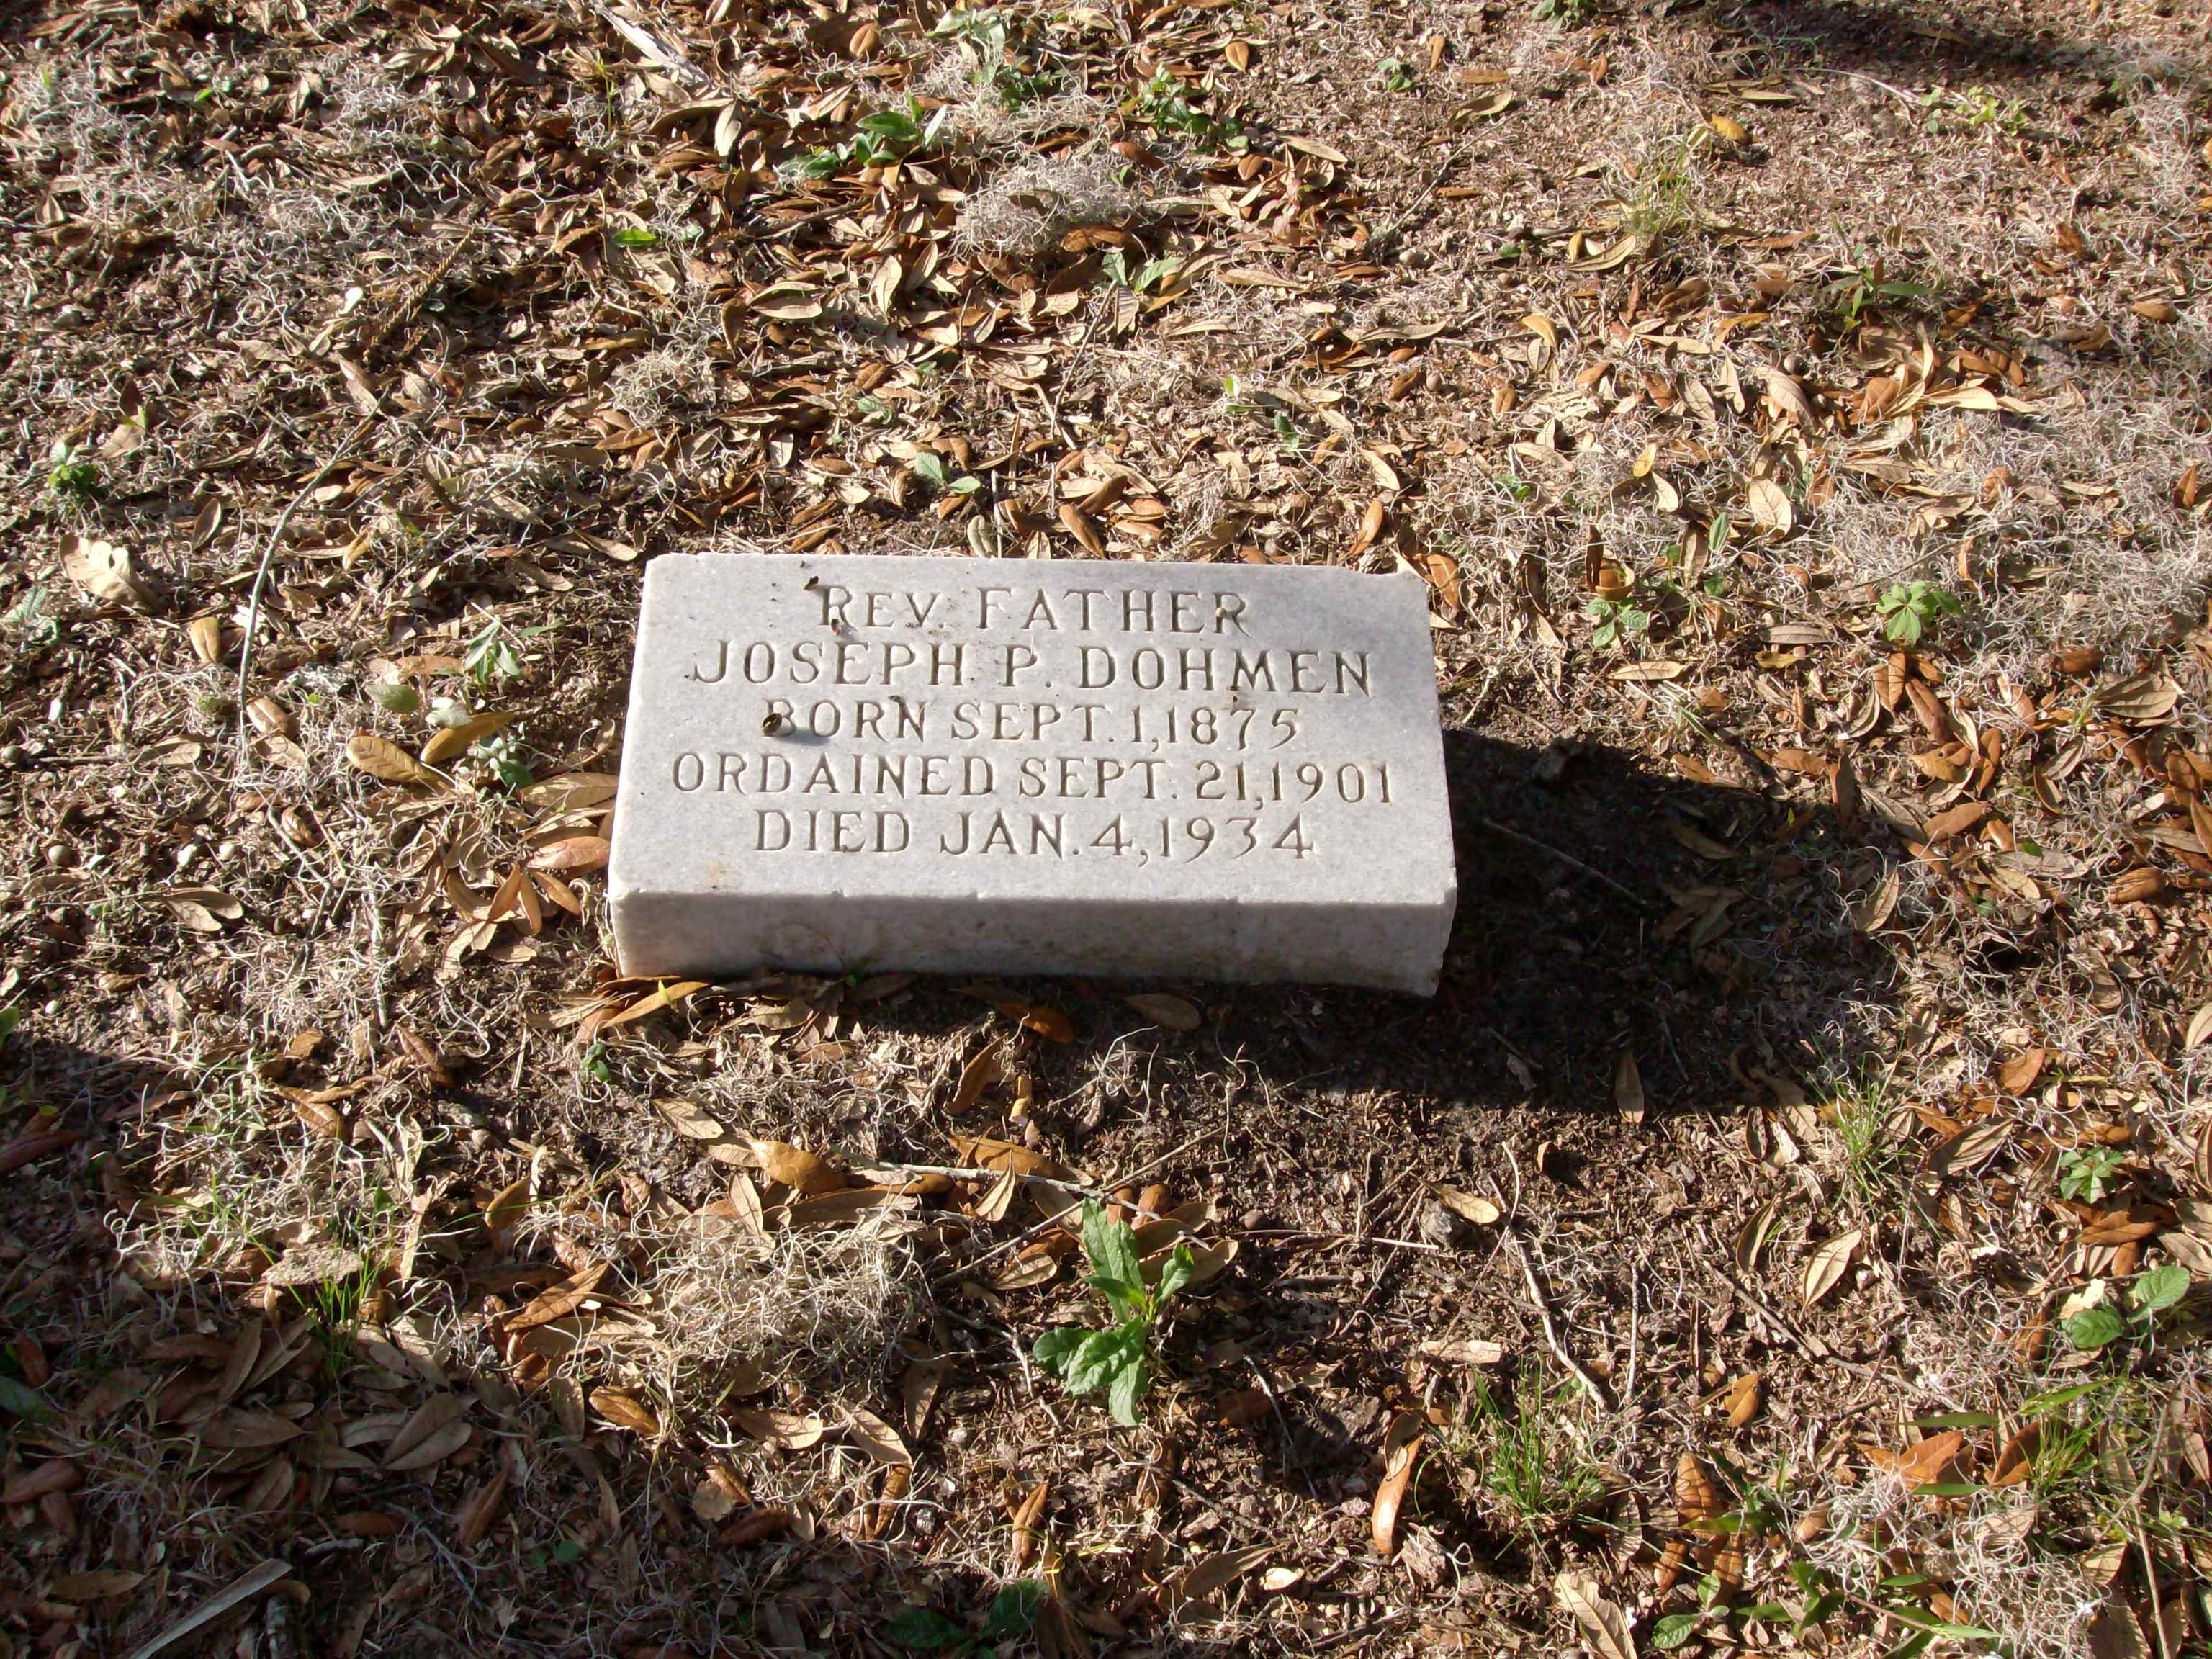 REV. FATHER
JOSEPH P. DOHMEN
BORN SEPT. 1, 1875
ORDAINED SEPT. 21, 1901
DIED JAN. 4, 1934